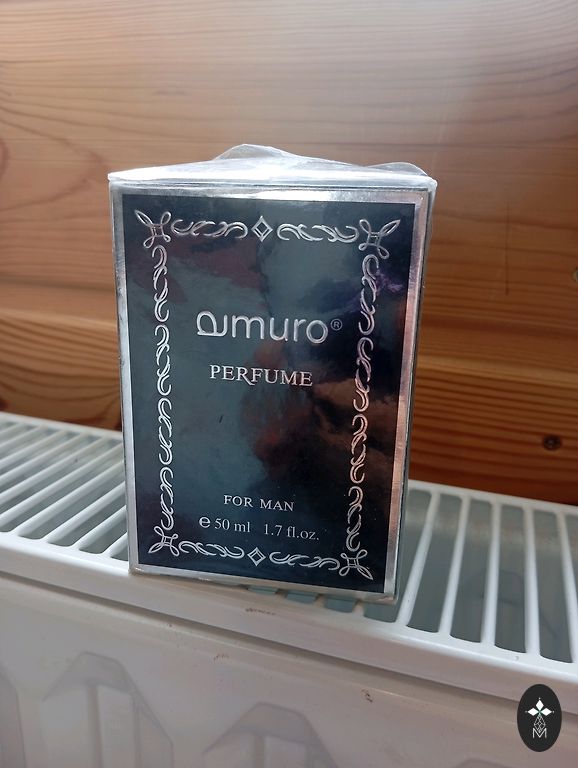 amuro®
PERFUME
FOR MAN
℮ 50 ml 1.7 fl.oz.
M